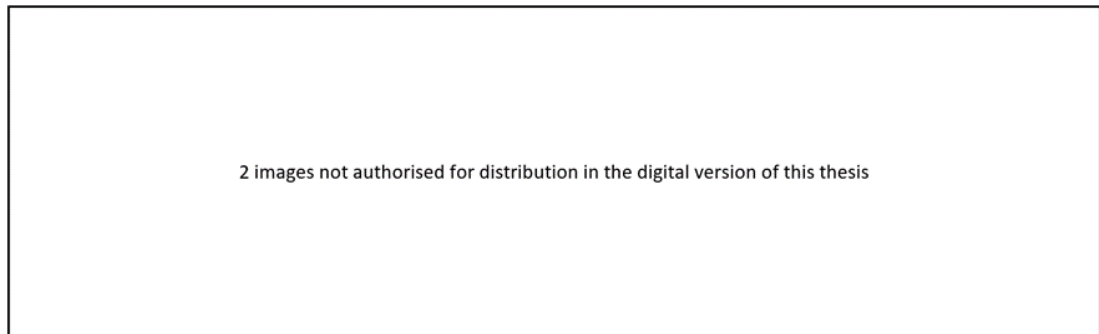 2 images not authorised for distribution in the digital version of this thesis